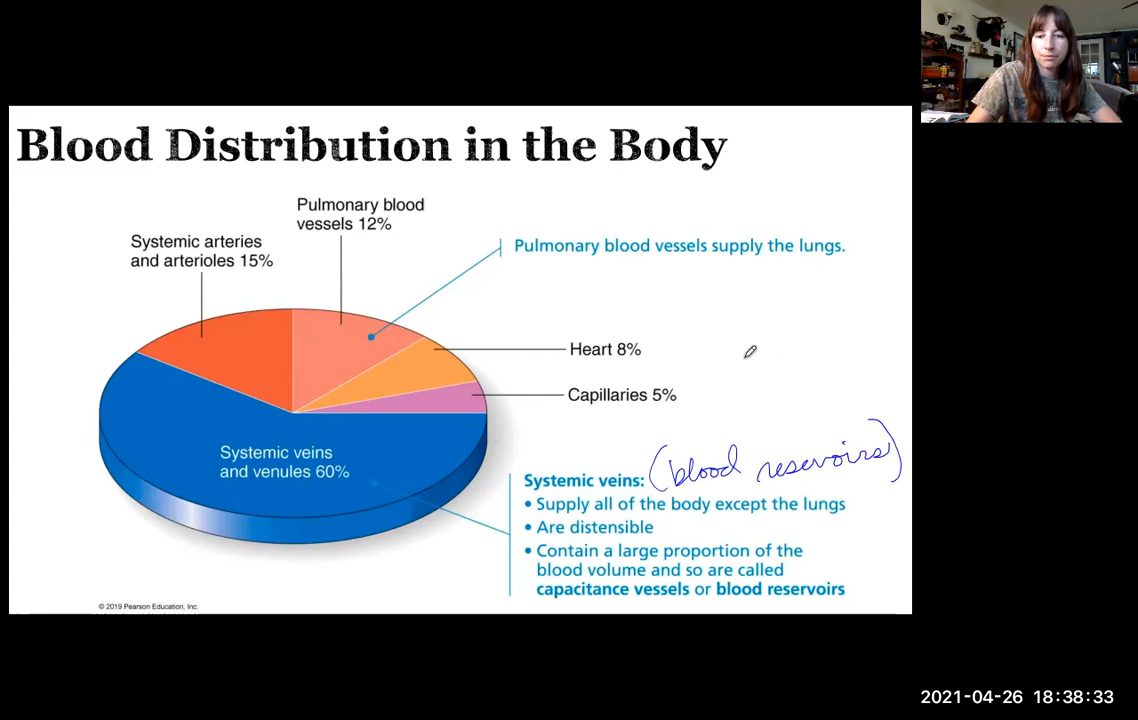 Blood Distribution in the Body
Pulmonary blood
vessels 12%
Systemic arteries
and arterioles 15%
Pulmonary blood vessels supply the lungs.
Heart 8%
Capillaries 5%
Systemic veins
and venules 60%
Systemic veins: (blood reservoirs)
• Supply all of the body except the lungs
• Are distensible
• Contain a large proportion of the
blood volume and so are called
capacitance vessels or blood reservoirs
© 2019 Pearson Education, Inc.
2021-04-26 18:38:33